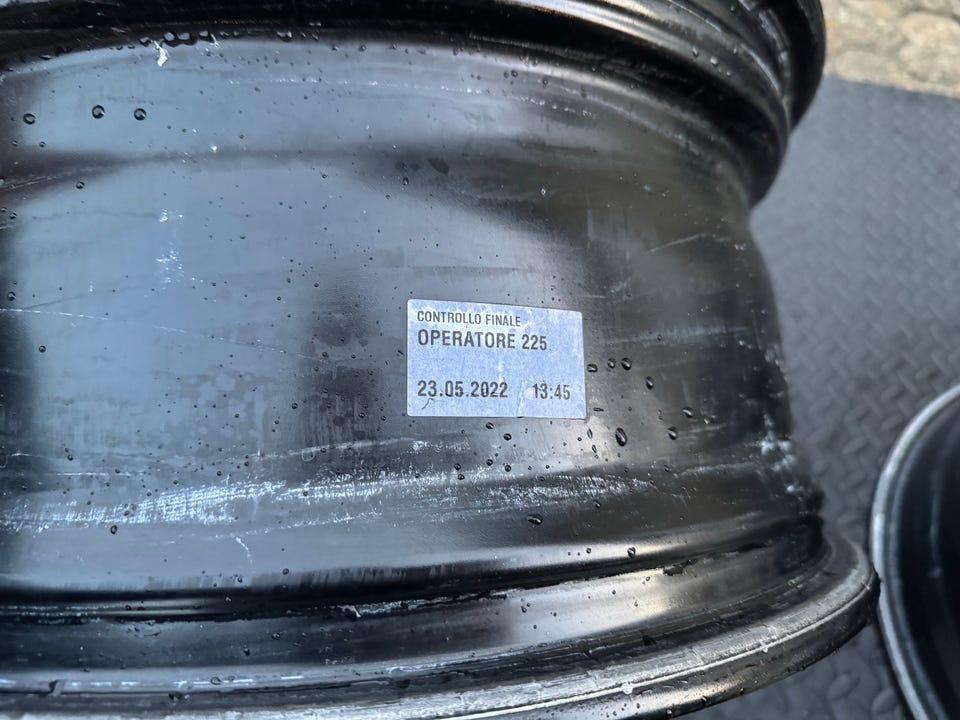 CONTROLLO FINALE
OPERATORE 225
23.05.2022 13:45